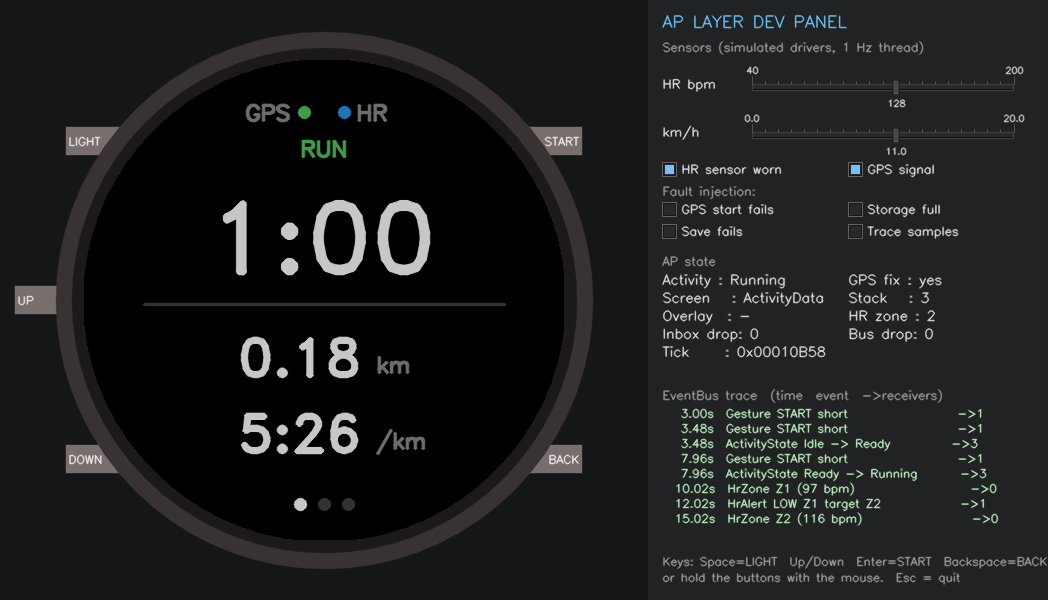 GPS HR
RUN
LIGHT
START
1:00
UP
0.18 km
5:26 /km
DOWN
BACK
AP LAYER DEV PANEL
Sensors (simulated drivers, 1 Hz thread)
40 200
HR bpm
128
0.0 20.0
km/h
11.0
HR sensor worn GPS signal
Fault injection:
GPS start fails Storage full
Save fails Trace samples
AP state
Activity : Running GPS fix : yes
Screen : ActivityData Stack : 3
Overlay : - HR zone : 2
Inbox drop: 0 Bus drop: 0
Tick : 0x00010B58
EventBus trace (time event ->receivers)
3.00s Gesture START short ->1
3.48s Gesture START short ->1
3.48s ActivityState Idle -> Ready ->3
7.96s Gesture START short ->1
7.96s ActivityState Ready -> Running ->3
10.02s HrZone Z1 (97 bpm) ->0
12.02s HrAlert LOW Z1 target Z2 ->1
15.02s HrZone Z2 (116 bpm) ->0
Keys: Space=LIGHT Up/Down Enter=START Backspace=BACK
or hold the buttons with the mouse. Esc = quit